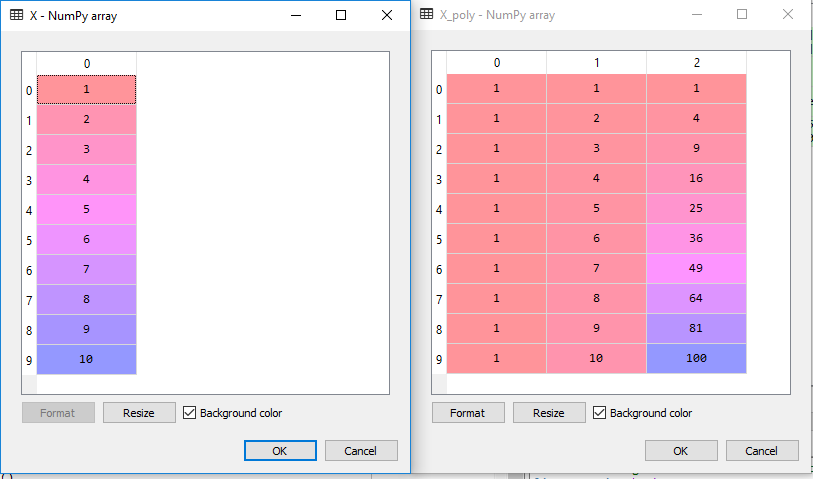 X - NumPy array
0
0 1
1 2
2 3
3 4
4 5
5 6
6 7
7 8
8 9
9 10
Format Resize Background color
OK Cancel
X_poly - NumPy array
0 1 2
0 1 1 1
1 1 2 4
2 1 3 9
3 1 4 16
4 1 5 25
5 1 6 36
6 1 7 49
7 1 8 64
8 1 9 81
9 1 10 100
Format Resize Background color
OK Cancel